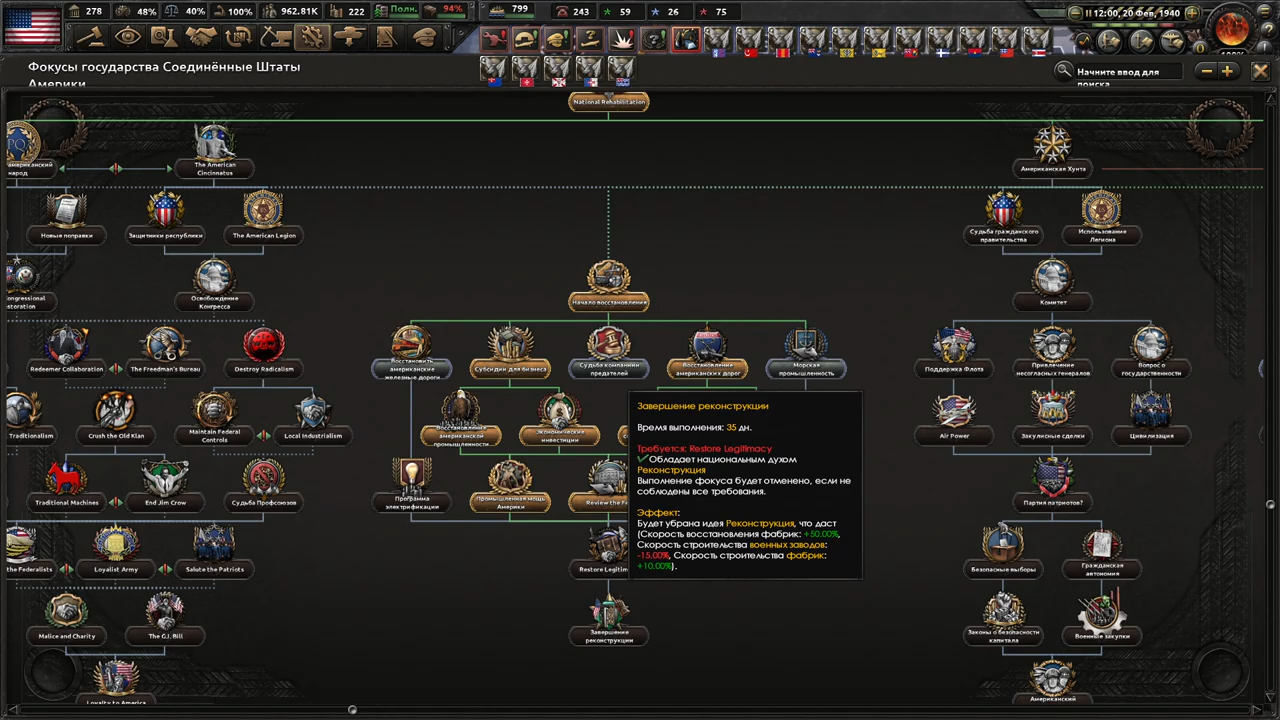 278
48%
40%
100%
962.81K
222
Полн.
94%
799
243
59
26
75
12:00, 20 Фев, 1940
100%
Фокусы государства Соединённые Штаты
Америки
Начните ввод для
поиска
National Rehabilitation
американский
народ
The American
Cincinnatus
Американская Хунта
Новые поправки
Защитники республики
The American Legion
Судьба гражданского
правительства
Использование
Легиона
Освобождение
Конгресса
Начало восстановления
Комитет
Redeemer Collaboration
The Freedman's Bureau
Destroy Radicalism
Восстановить
американские
железные дороги
Субсидии для бизнеса
Судьба компании
предателей
Восстановление
американских дорог
Морская
промышленность
Поддержка Флота
Привлечение
несогласных генералов
Вопрос о
государственности
Traditionalism
Crush the Old Klan
Maintain Federal
Controls
Local Industrialism
Восстановление
американской
промышленности
Экономические
инвестиции
Air Power
Закулисные сделки
Цивилизация
Traditional Machines
End Jim Crow
Судьба Профсоюзов
Программа
электрификации
Промышленная мощь
Америки
Review the Fe
Партия патриотов?
the Federalists
Loyalist Army
Salute the Patriots
Restore Legitim
Безопасные выборы
Гражданская
автономия
Malice and Charity
The G.I. Bill
Завершение
реконструкции
Законы о безопасности
капитала
Военные закупки
Loyalty to America
Американский
Завершение реконструкции
Время выполнения: 35 дн.
Требуется: Restore Legitimacy
Обладает национальным духом
Реконструкция
Выполнение фокуса будет отменено, если не
соблюдены все требования.
Эффект:
Будет убрана идея Реконструкция, что даст
(Скорость восстановления фабрик: +50.00%,
Скорость строительства военных заводов:
-15.00%, Скорость строительства фабрик:
+10.00%).